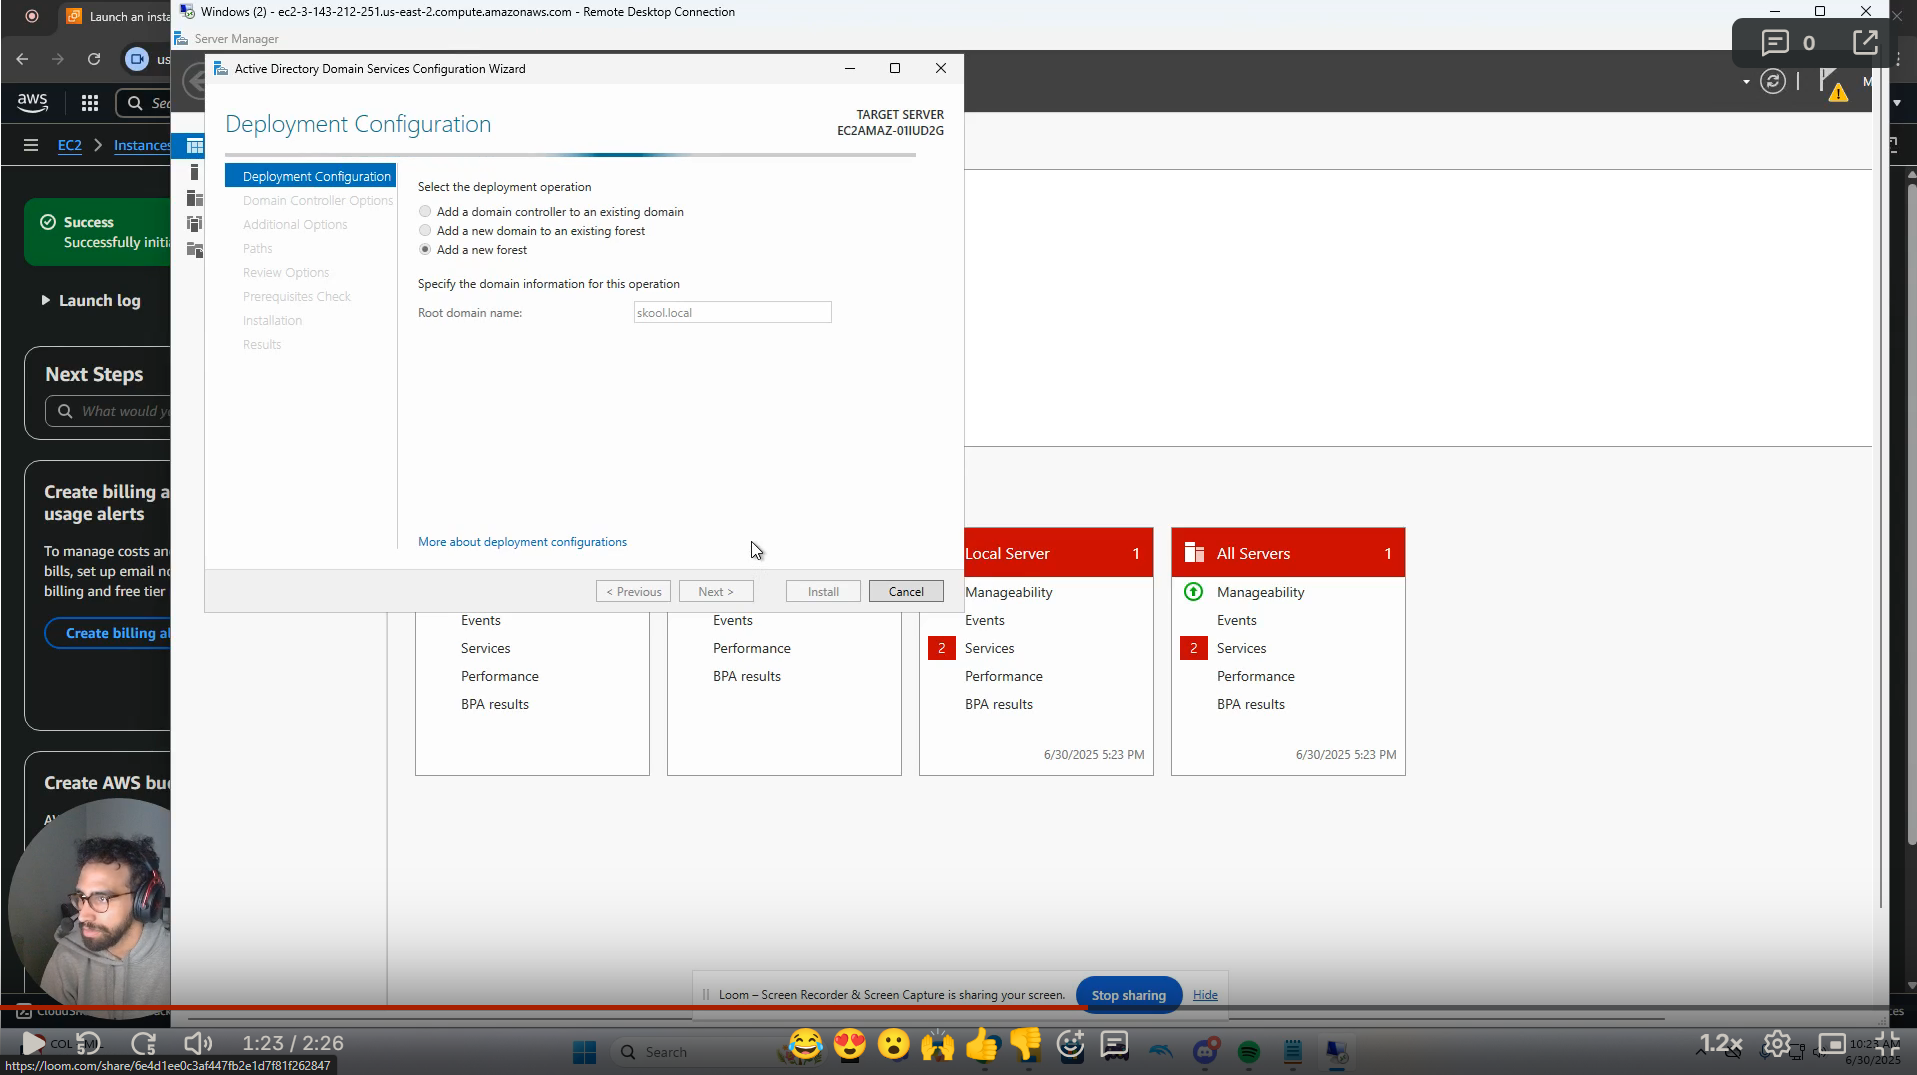 Launch an insta
Windows (2) - ec2-3-143-212-251.us-east-2.compute.amazonaws.com - Remote Desktop Connection
Server Manager
0
us
Active Directory Domain Services Configuration Wizard
aws
Sea
M
Deployment Configuration
TARGET SERVER
EC2AMAZ-01IUD2G
EC2
Instances
Deployment Configuration
Domain Controller Options
Additional Options
Paths
Review Options
Prerequisites Check
Installation
Results
Select the deployment operation
Add a domain controller to an existing domain
Add a new domain to an existing forest
Add a new forest
Specify the domain information for this operation
Root domain name:
skool.local
More about deployment configurations
< Previous
Next >
Install
Cancel
Success
Successfully initia
Launch log
Next Steps
What would yo
Create billing a
usage alerts
To manage costs an
bills, set up email no
billing and free tier
Create billing al
Create AWS bud
Events
Services
Performance
BPA results
Events
Performance
BPA results
Local Server 1
Manageability
Events
2 Services
Performance
BPA results
6/30/2025 5:23 PM
All Servers 1
Manageability
Events
2 Services
Performance
BPA results
6/30/2025 5:23 PM
Loom – Screen Recorder & Screen Capture is sharing your screen.
Stop sharing
Hide
5
5
1:23 / 2:26
Search
1.2x
10:23 AM
6/30/2025
https://loom.com/share/6e4d1ee0c3af447fb2e1d7f81f262847